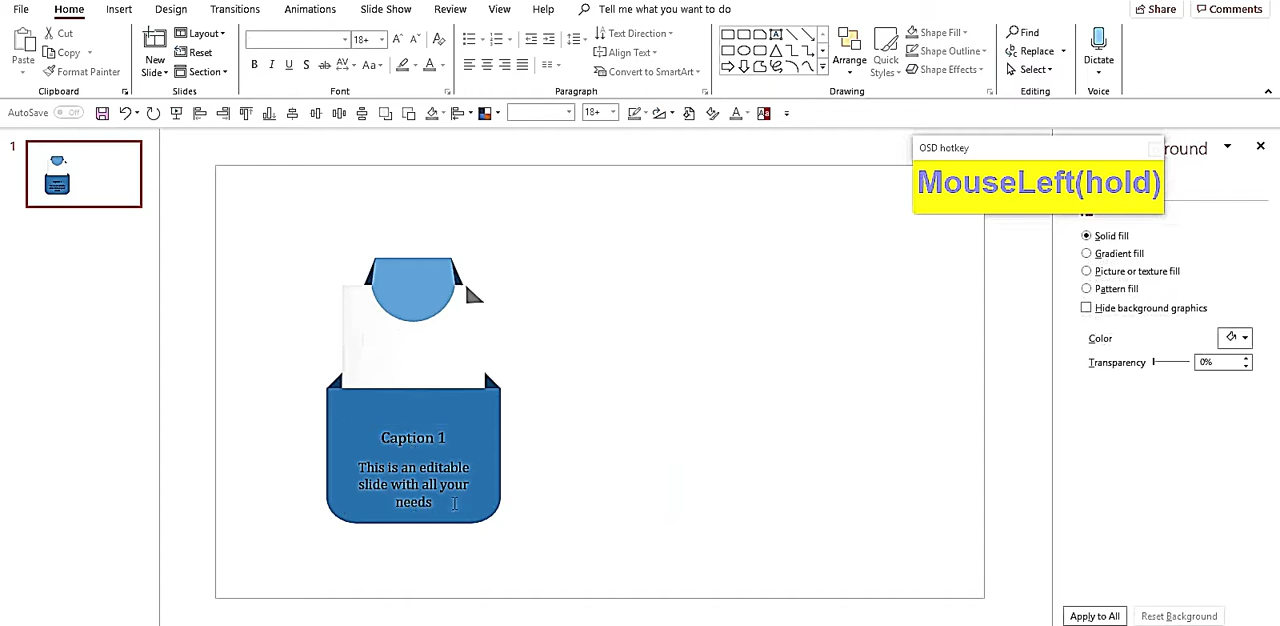 File Home Insert Design Transitions Animations Slide Show Review View Help Tell me what you want to do Share Comments
Cut Layout 18+ Text Direction Shape Fill Find
Paste Copy New Slide Reset B I U S ab AV Aa A Align Text Arrange Quick Styles Shape Outline Replace Dictate
Format Painter Section Convert to SmartArt Shape Effects Select
Clipboard Slides Font Paragraph Drawing Editing Voice
AutoSave Off 18+
1
OSD hotkey
round
MouseLeft(hold)
Solid fill
Gradient fill
Picture or texture fill
Pattern fill
Hide background graphics
Color
Transparency 0%
Caption 1
This is an editable
slide with all your
needs
Apply to All Reset Background